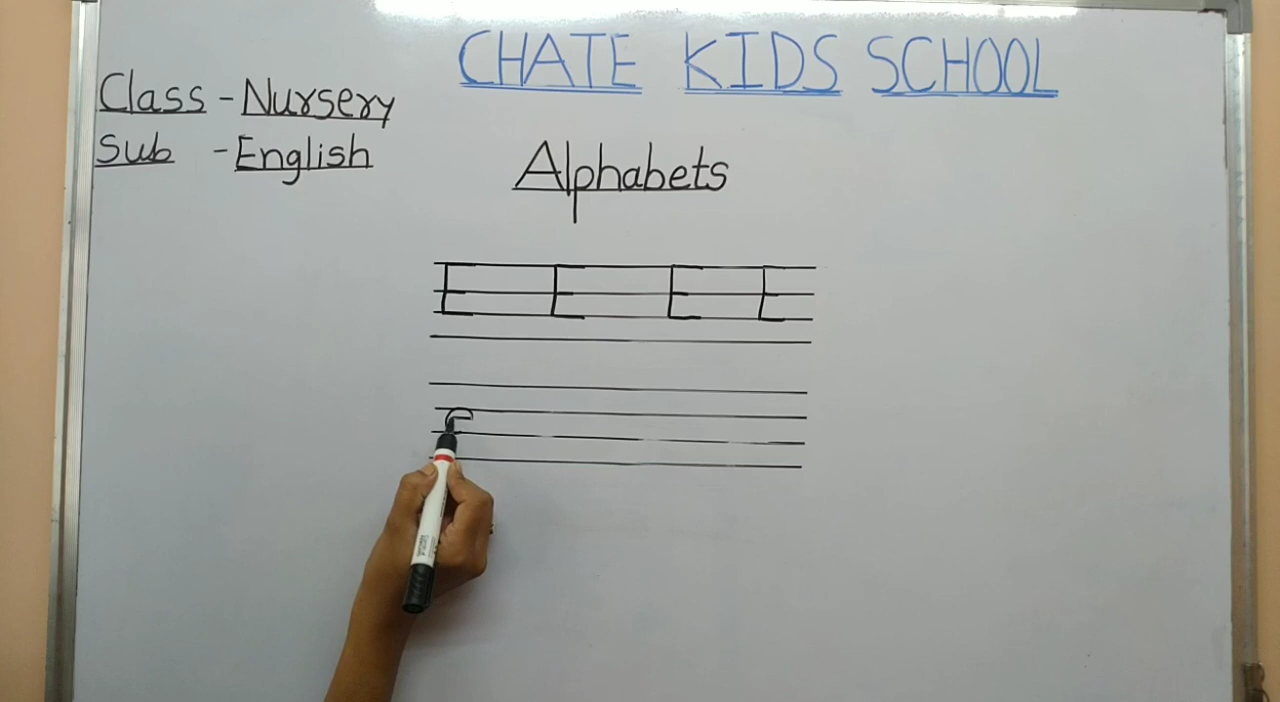 CHATE KIDS SCHOOL
Class - Nursery
Sub - English
Alphabets
E E E E
e